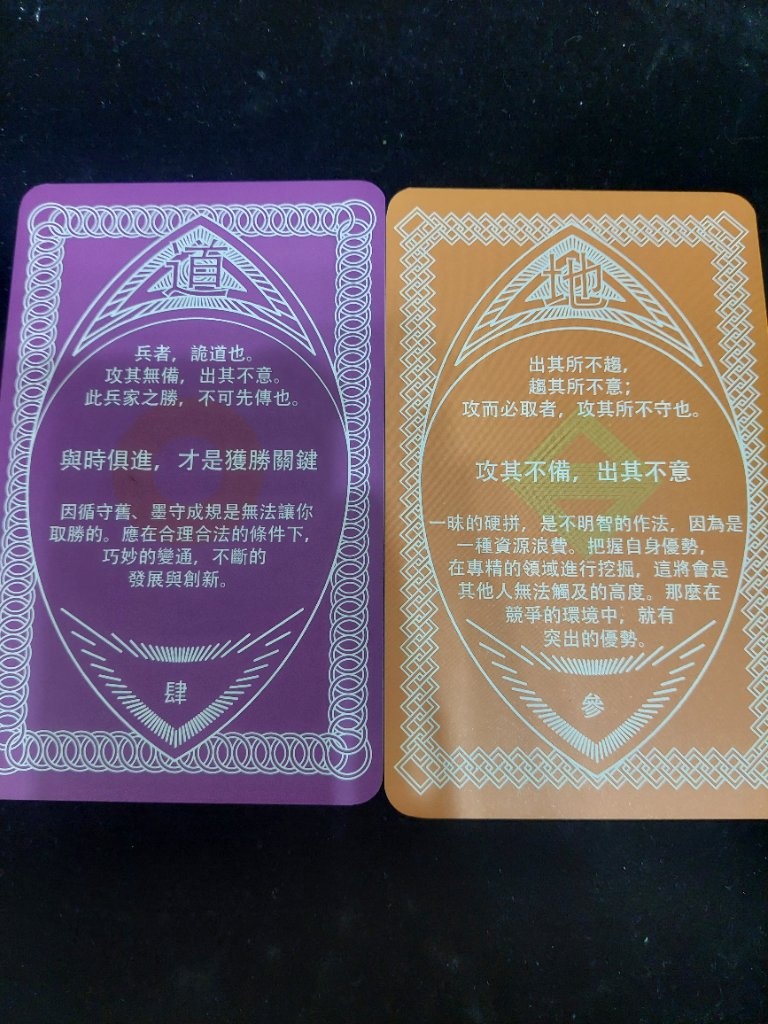 道
兵者，詭道也。
攻其無備，出其不意。
此兵家之勝，不可先傳也。
與時俱進，才是獲勝關鍵
因循守舊、墨守成規是無法讓你
取勝的。應在合理合法的條件下，
巧妙的變通，不斷的
發展與創新。
肆
地
出其所不趨，
趨其所不意；
攻而必取者，攻其所不守也。
攻其不備，出其不意
一昧的硬拼，是不明智的作法，因為是
一種資源浪費。把握自身優勢，
在專精的領域進行挖掘，這將會是
其他人無法觸及的高度。那麼在
競爭的環境中，就有
突出的優勢。
參